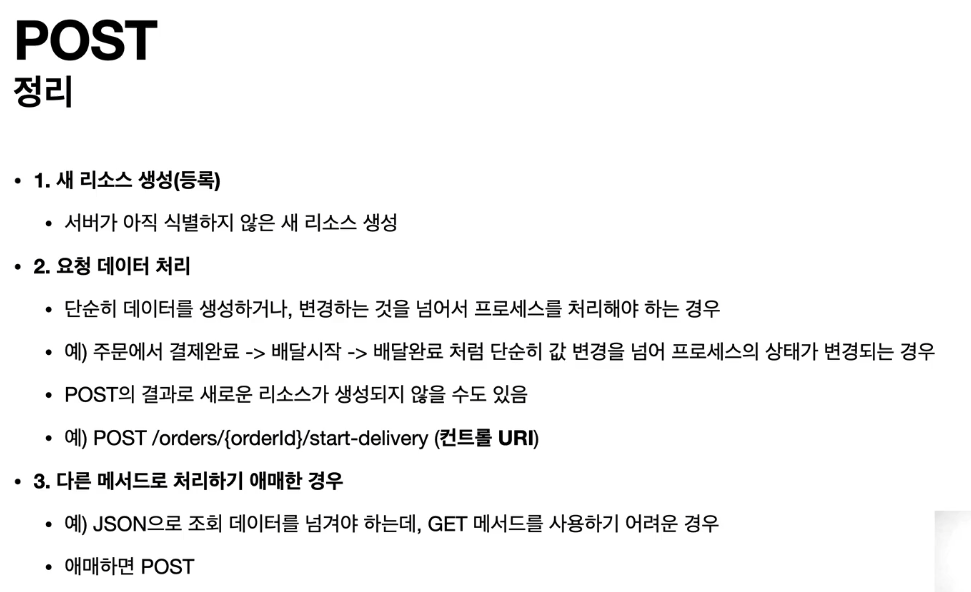 POST
정리
• 1. 새 리소스 생성(등록)
• 서버가 아직 식별하지 않은 새 리소스 생성
• 2. 요청 데이터 처리
• 단순히 데이터를 생성하거나, 변경하는 것을 넘어서 프로세스를 처리해야 하는 경우
• 예) 주문에서 결제완료 -> 배달시작 -> 배달완료 처럼 단순히 값 변경을 넘어 프로세스의 상태가 변경되는 경우
• POST의 결과로 새로운 리소스가 생성되지 않을 수도 있음
• 예) POST /orders/{orderId}/start-delivery (컨트롤 URI)
• 3. 다른 메서드로 처리하기 애매한 경우
• 예) JSON으로 조회 데이터를 넘겨야 하는데, GET 메서드를 사용하기 어려운 경우
• 애매하면 POST